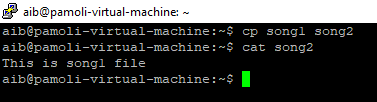 aib@pamoli-virtual-machine: ~
aib@pamoli-virtual-machine:~$ cp song1 song2
aib@pamoli-virtual-machine:~$ cat song2
This is song1 file
aib@pamoli-virtual-machine:~$